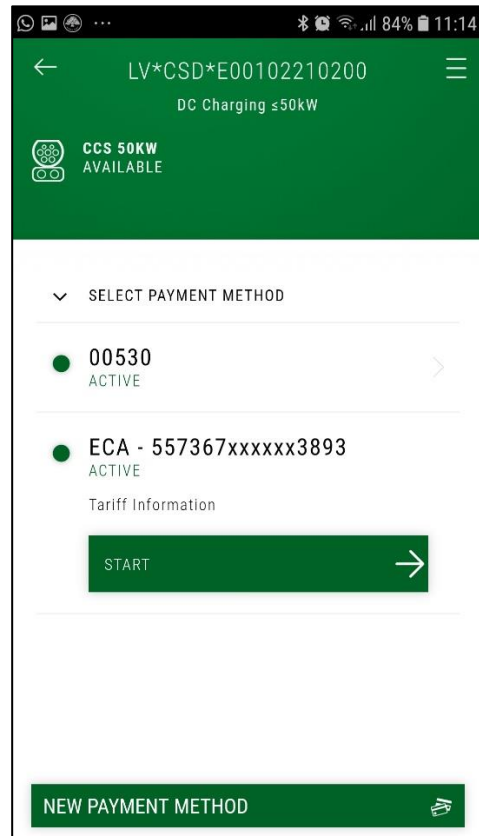 84% 11:14
LV*CSD*E00102210200
DC Charging ≤50kW
CCS 50KW
AVAILABLE
SELECT PAYMENT METHOD
00530
ACTIVE
ECA - 557367xxxxxx3893
ACTIVE
Tariff Information
START
NEW PAYMENT METHOD